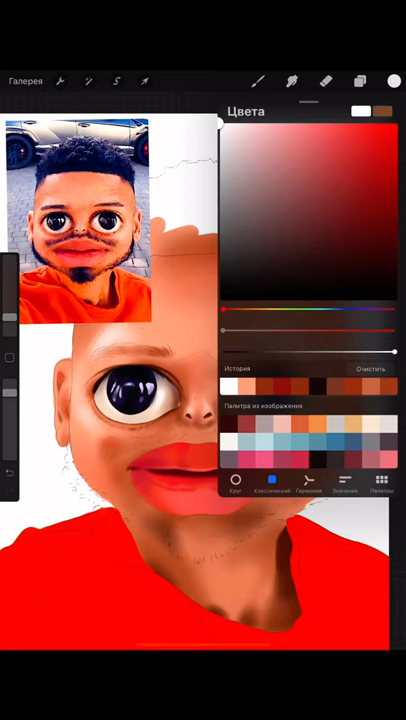 Галерея
Цвета
История
Очистить
Палитра из изображения
Круг
Классический
Гармония
Значение
Палитры